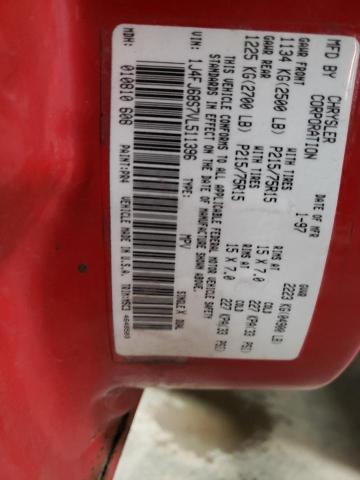 MFD BY CHRYSLER CORPORATION
DATE OF MFR 1-97
GVWR 2223 KG(04900 LB)
GAWR FRONT
WITH TIRES
RIMS AT
COLD
1134 KG(2500 LB) P215/75R15 15 X 7.0 227 KPA(33 PSI)
GAWR REAR
WITH TIRES
RIMS AT
COLD
1225 KG(2700 LB) P215/75R15 15 X 7.0 227 KPA(33 PSI)
THIS VEHICLE CONFORMS TO ALL APPLICABLE FEDERAL MOTOR VEHICLE SAFETY
STANDARDS IN EFFECT ON THE DATE OF MANUFACTURE SHOWN ABOVE.
SINGLE X DUAL
VIN: 1J4FJ68S7VL511396 MPV
MDH: 010810 608 PAINT:PR4 VEHICLE MADE IN U.S.A.